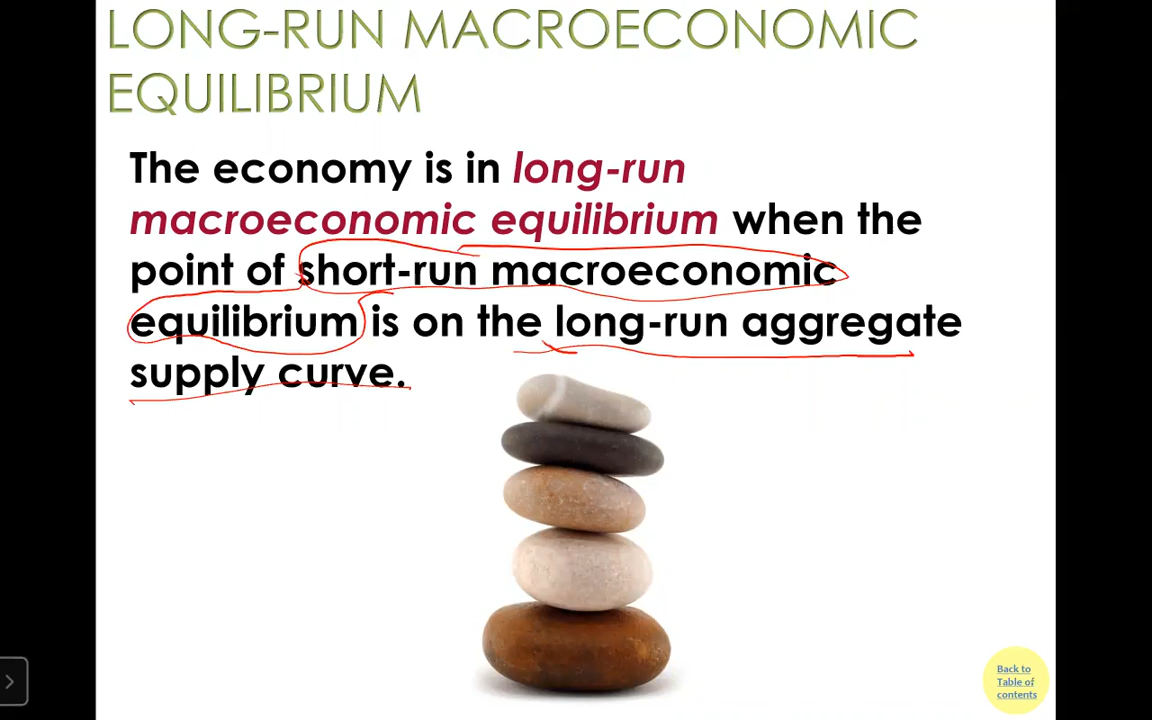 LONG-RUN MACROECONOMIC
EQUILIBRIUM
The economy is in long-run
macroeconomic equilibrium when the
point of short-run macroeconomic
equilibrium is on the long-run aggregate
supply curve.
Back to
Table of
contents